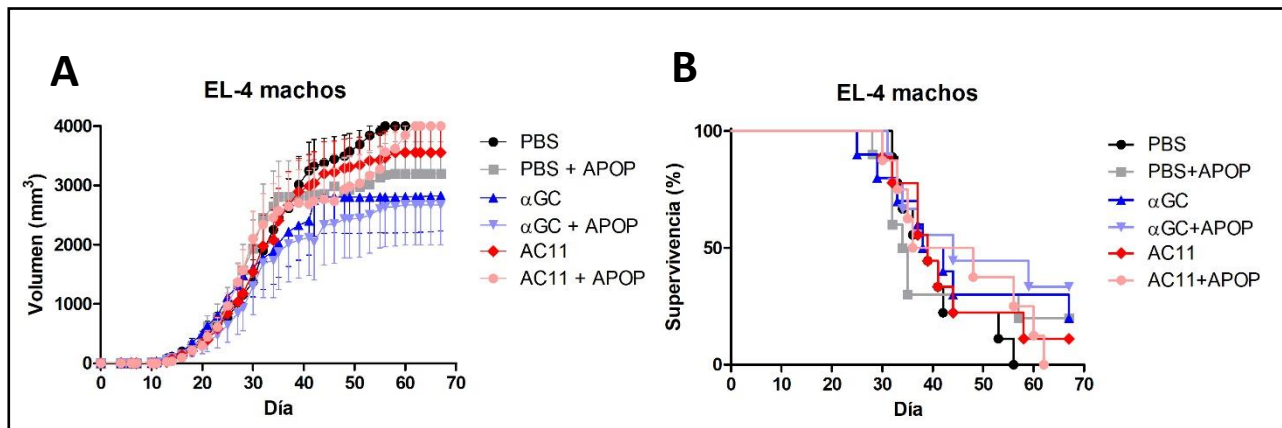 A
EL-4 machos
Volumen (mm³)
4000
3000
2000
1000
0
0 10 20 30 40 50 60 70
Día
PBS
PBS + APOP
αGC
αGC + APOP
AC11
AC11 + APOP
B
EL-4 machos
Supervivencia (%)
100
50
0
0 10 20 30 40 50 60 70
Día
PBS
PBS+APOP
αGC
αGC+APOP
AC11
AC11+APOP